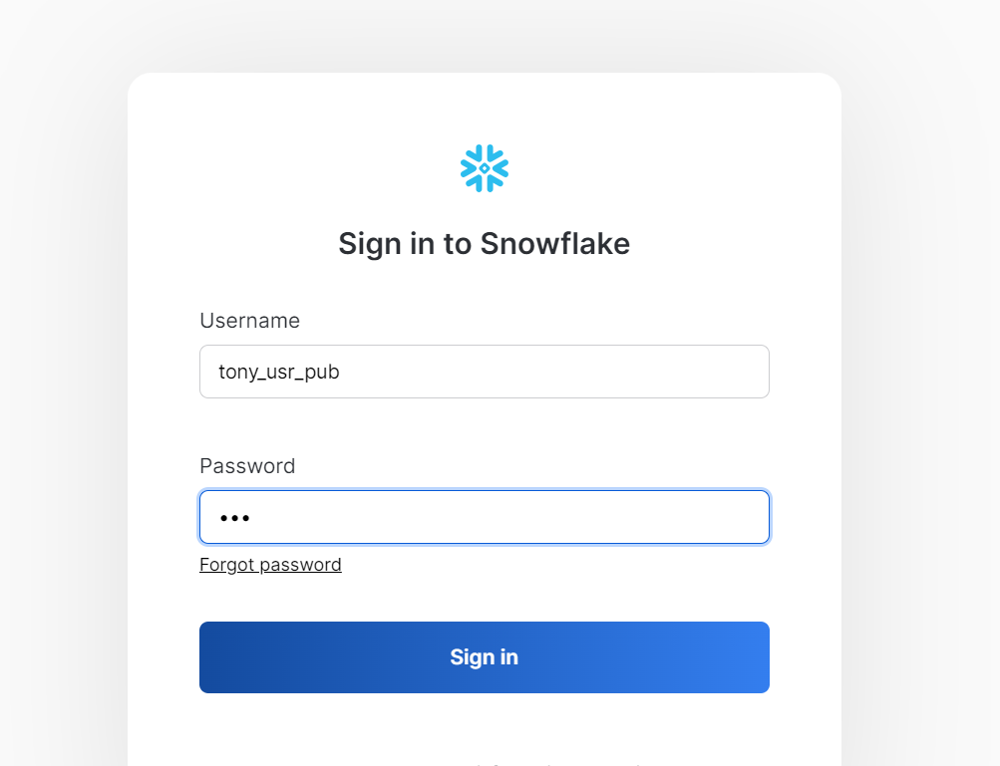 Sign in to Snowflake
Username
tony_usr_pub
Password
•••
Forgot password
Sign in